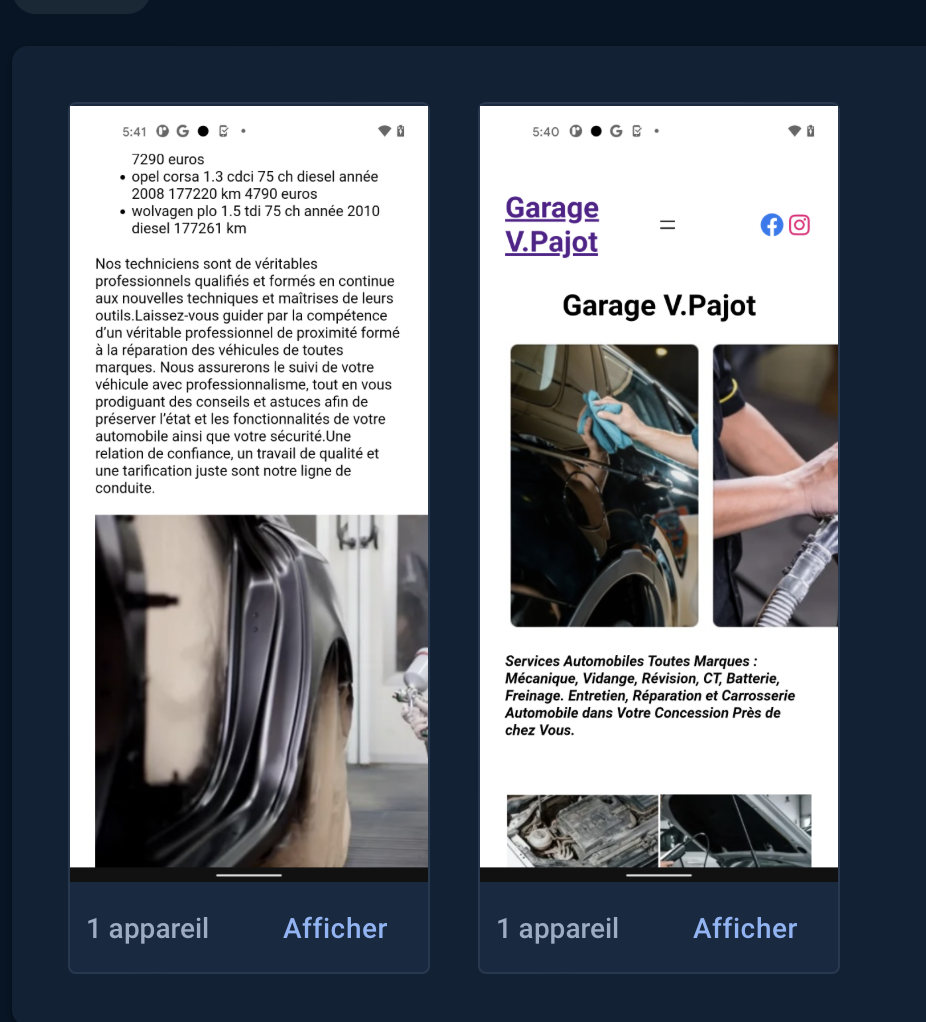 5:41
7290 euros
• opel corsa 1.3 cdci 75 ch diesel année
2008 177220 km 4790 euros
• wolvagen plo 1.5 tdi 75 ch année 2010
diesel 177261 km
Nos techniciens sont de véritables
professionnels qualifiés et formés en continue
aux nouvelles techniques et maîtrises de leurs
outils.Laissez-vous guider par la compétence
d’un véritable professionnel de proximité formé
à la réparation des véhicules de toutes
marques. Nous assurerons le suivi de votre
véhicule avec professionnalisme, tout en vous
prodiguant des conseils et astuces afin de
préserver l’état et les fonctionnalités de votre
automobile ainsi que votre sécurité.Une
relation de confiance, un travail de qualité et
une tarification juste sont notre ligne de
conduite.
1 appareil
Afficher
5:40
Garage
V.Pajot
Garage V.Pajot
Services Automobiles Toutes Marques :
Mécanique, Vidange, Révision, CT, Batterie,
Freinage. Entretien, Réparation et Carrosserie
Automobile dans Votre Concession Près de
chez Vous.
1 appareil
Afficher